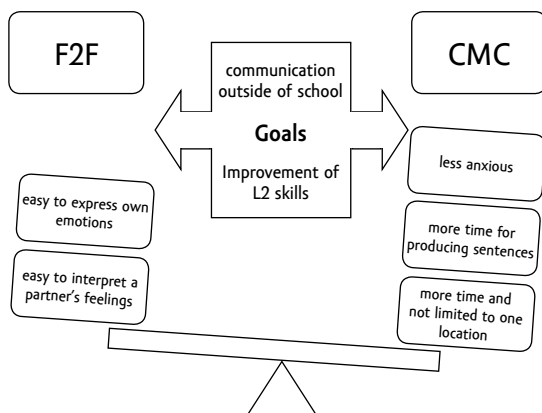 F2F
communication
outside of school
Goals
Improvement of
L2 skills
CMC
easy to express own
emotions
easy to interpret a
partner's feelings
less anxious
more time for
producing sentences
more time and
not limited to one
location